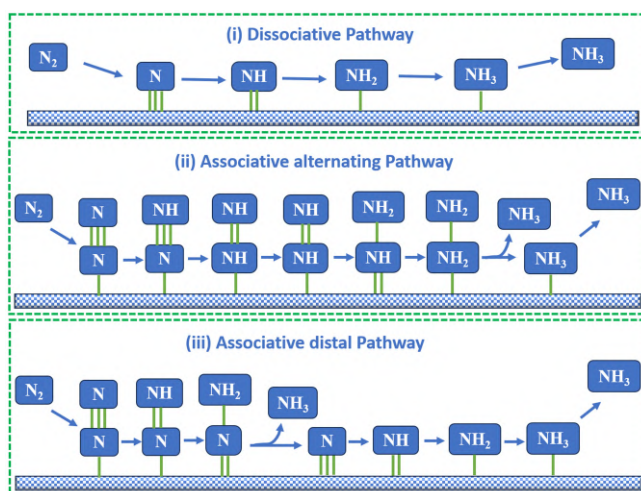 (i) Dissociative Pathway
N₂ N NH NH₂ NH₃ NH₃
(ii) Associative alternating Pathway
N₂ N NH NH NH NH₂ NH₂ NH₃ NH₃
N N NH NH NH NH₂ NH₃
(iii) Associative distal Pathway
N₂ N NH NH₂ NH₃ NH₃
N N N N NH NH₂ NH₃